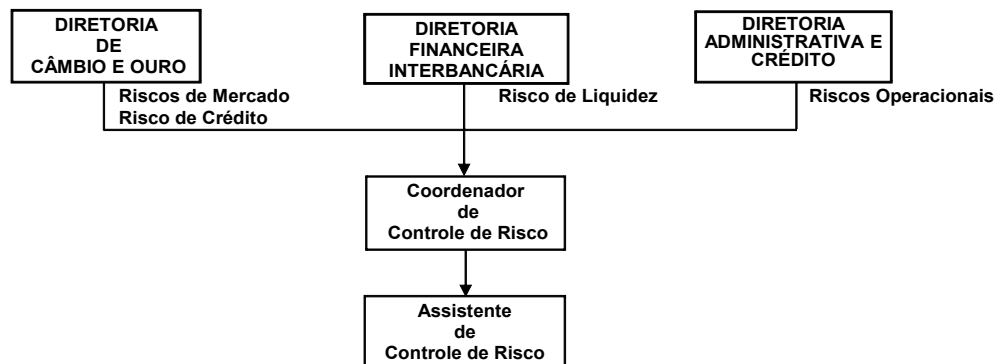 DIRETORIA
DE
CÂMBIO E OURO
DIRETORIA
FINANCEIRA
INTERBANCÁRIA
DIRETORIA
ADMINISTRATIVA E
CRÉDITO
Riscos de Mercado
Risco de Crédito
Risco de Liquidez
Riscos Operacionais
Coordenador
de
Controle de Risco
Assistente
de
Controle de Risco